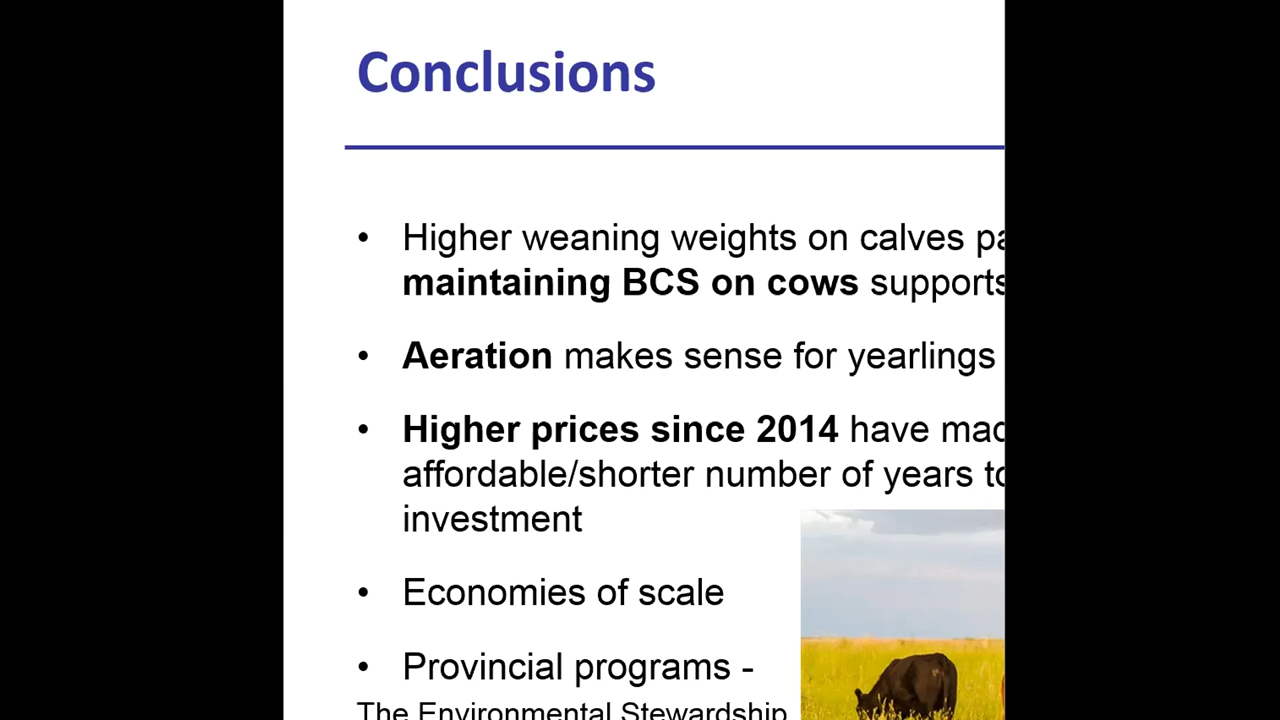 Conclusions
• Higher weaning weights on calves
maintaining BCS on cows supports
• Aeration makes sense for yearlings
• Higher prices since 2014 have
affordable/shorter number of years
investment
• Economies of scale
• Provincial programs -
The Environmental Stewardship